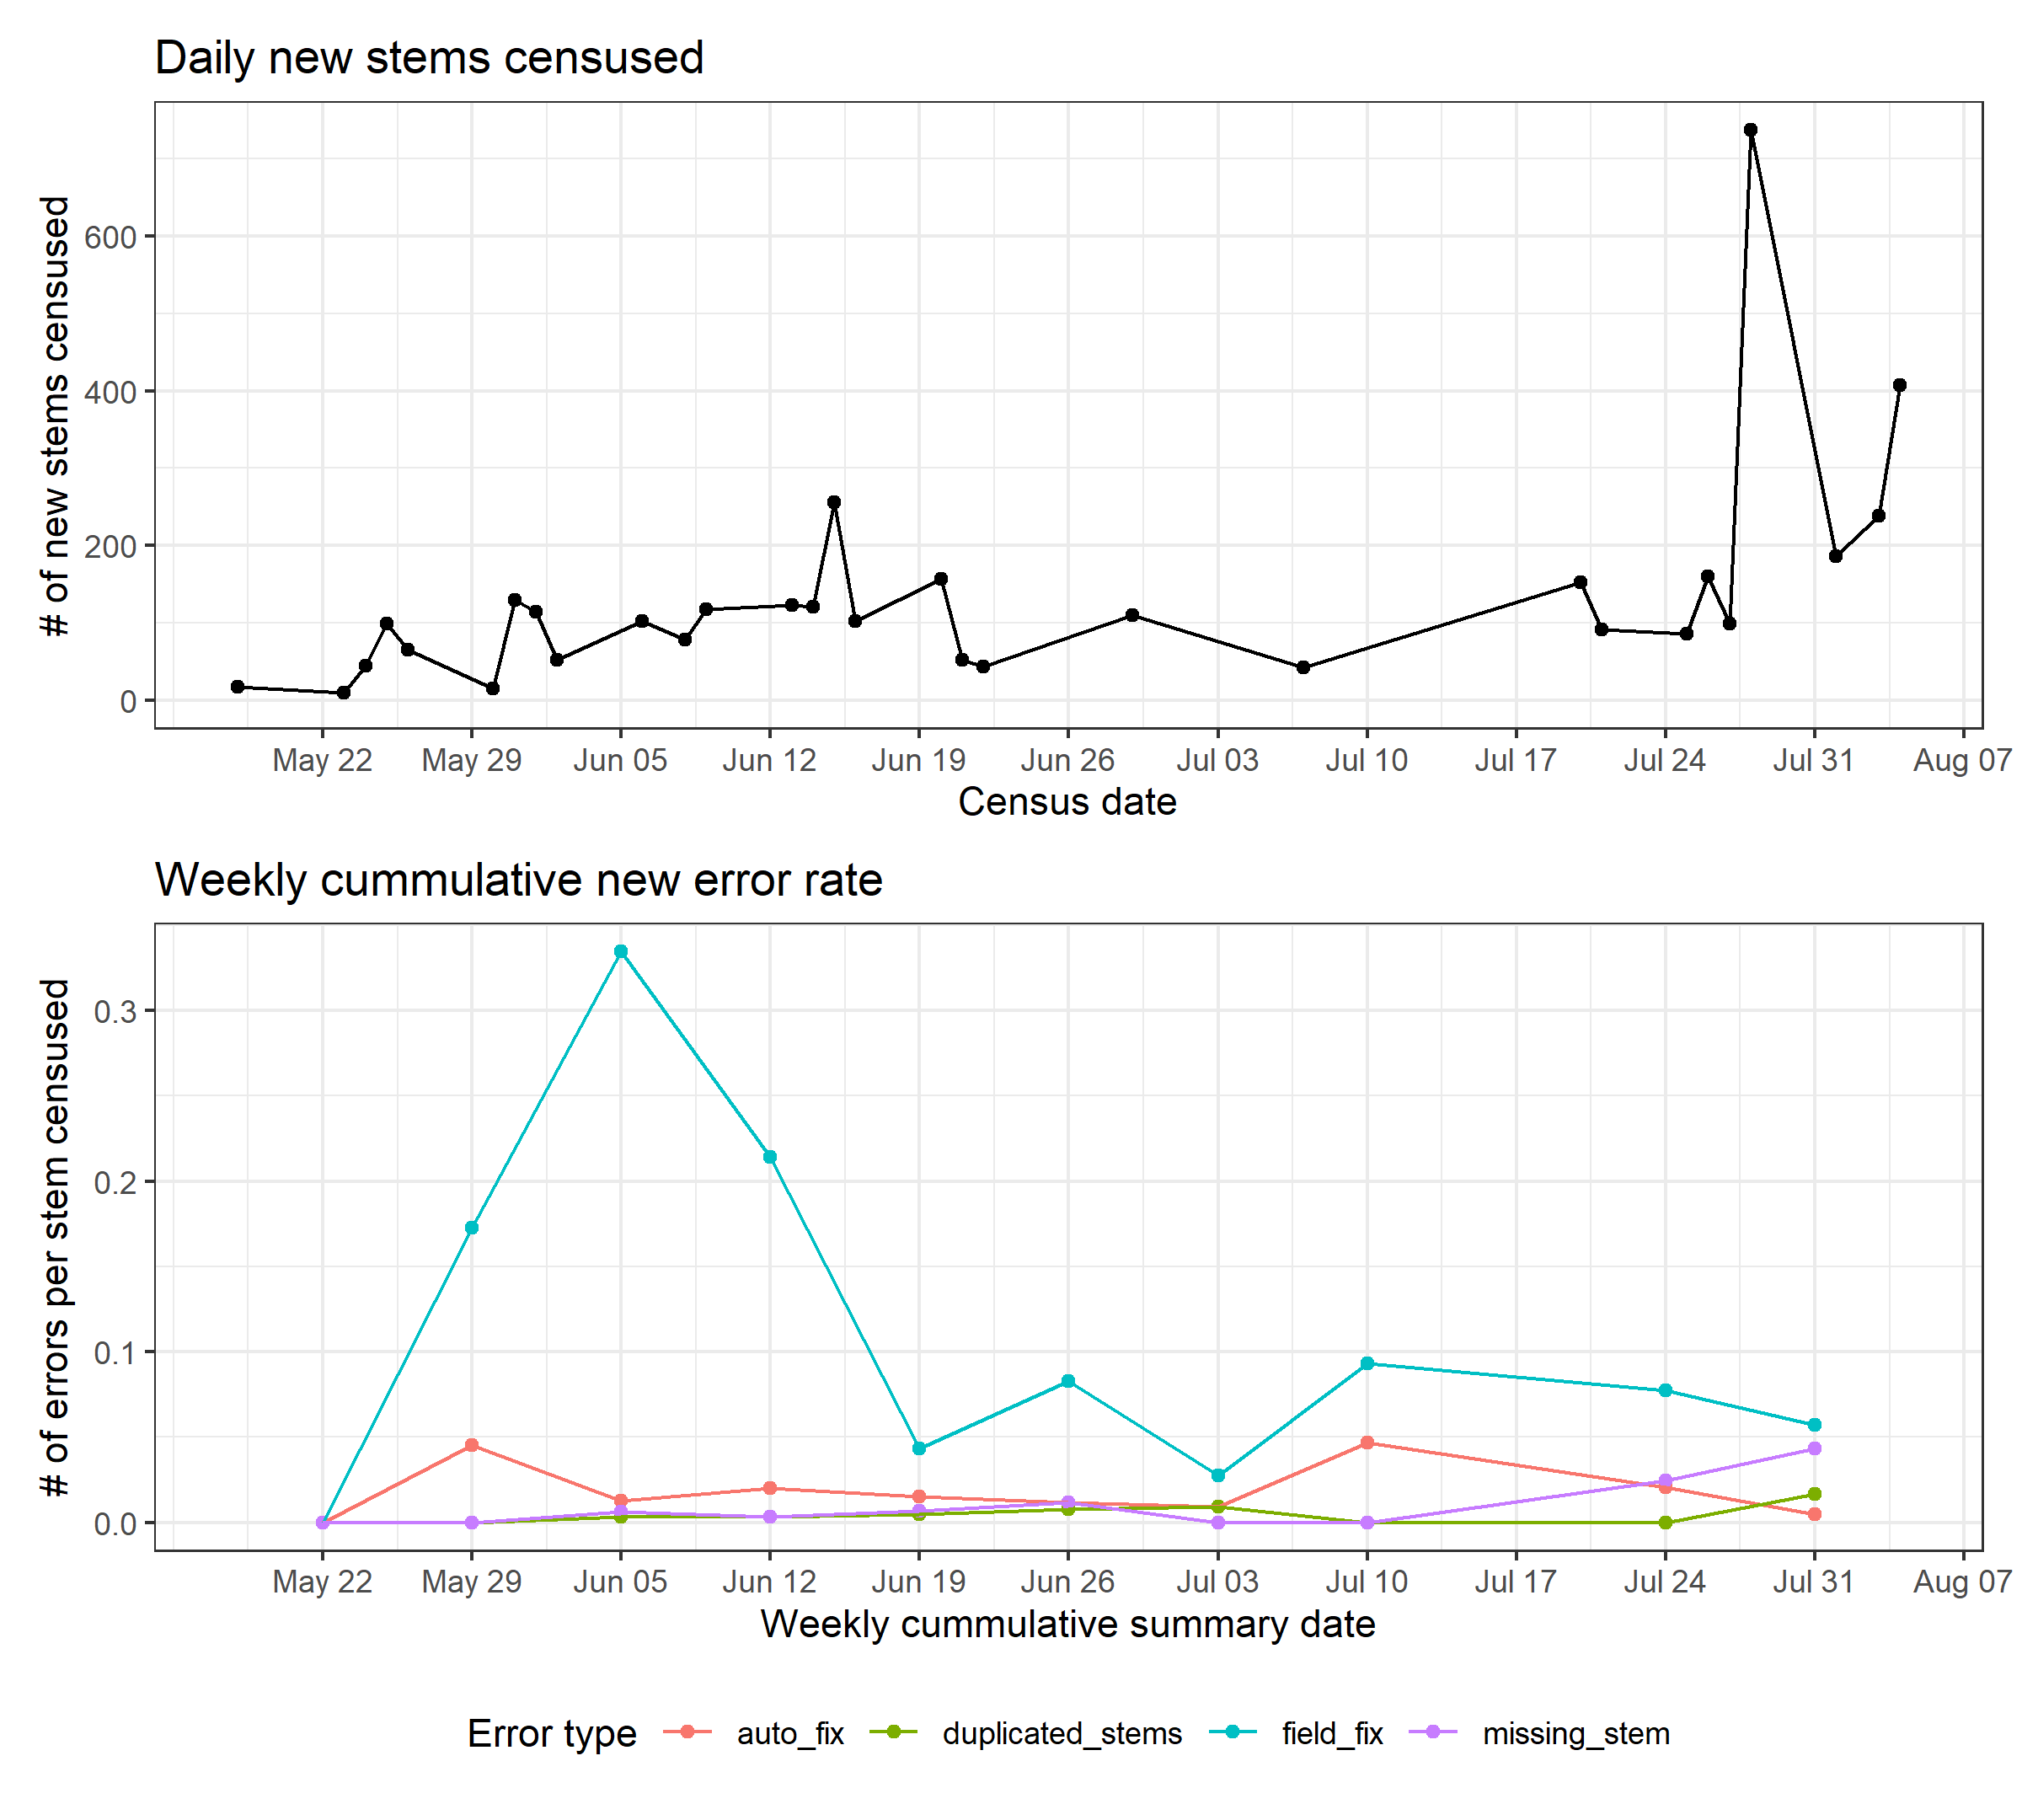 Daily new stems censused
# of new stems censused
600
400
200
0
May 22 May 29 Jun 05 Jun 12 Jun 19 Jun 26 Jul 03 Jul 10 Jul 17 Jul 24 Jul 31 Aug 07
Census date
Weekly cummulative new error rate
# of errors per stem censused
0.3
0.2
0.1
0.0
May 22 May 29 Jun 05 Jun 12 Jun 19 Jun 26 Jul 03 Jul 10 Jul 17 Jul 24 Jul 31 Aug 07
Weekly cummulative summary date
Error type auto_fix duplicated_stems field_fix missing_stem